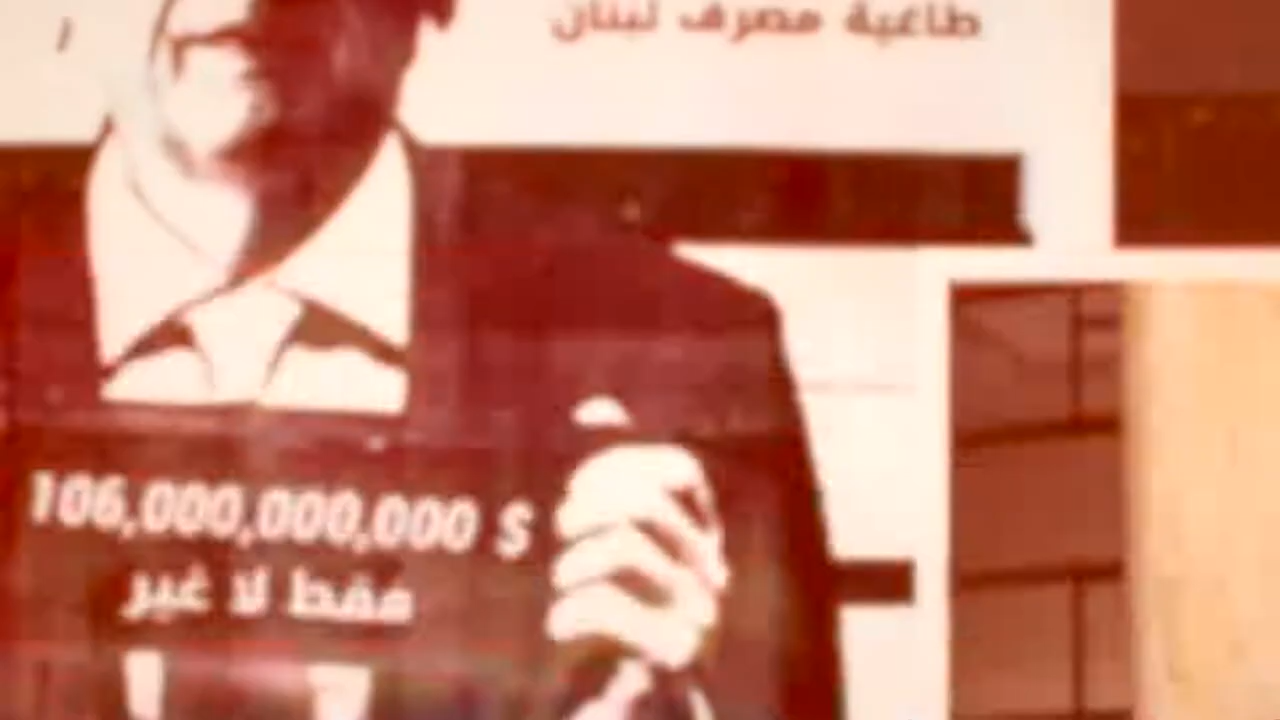 طاغية مصرف لبنان
106,000,000,000 $
فقط لا غير